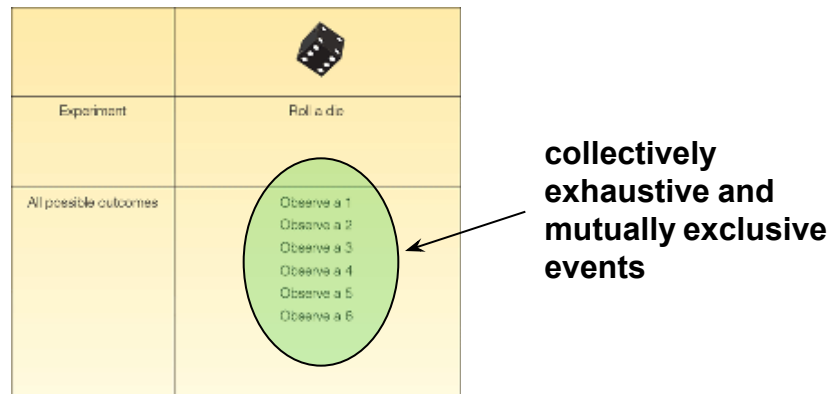 Experiment
Roll a die
All possible outcomes
Observe a 1
Observe a 2
Observe a 3
Observe a 4
Observe a 5
Observe a 6
collectively
exhaustive and
mutually exclusive
events